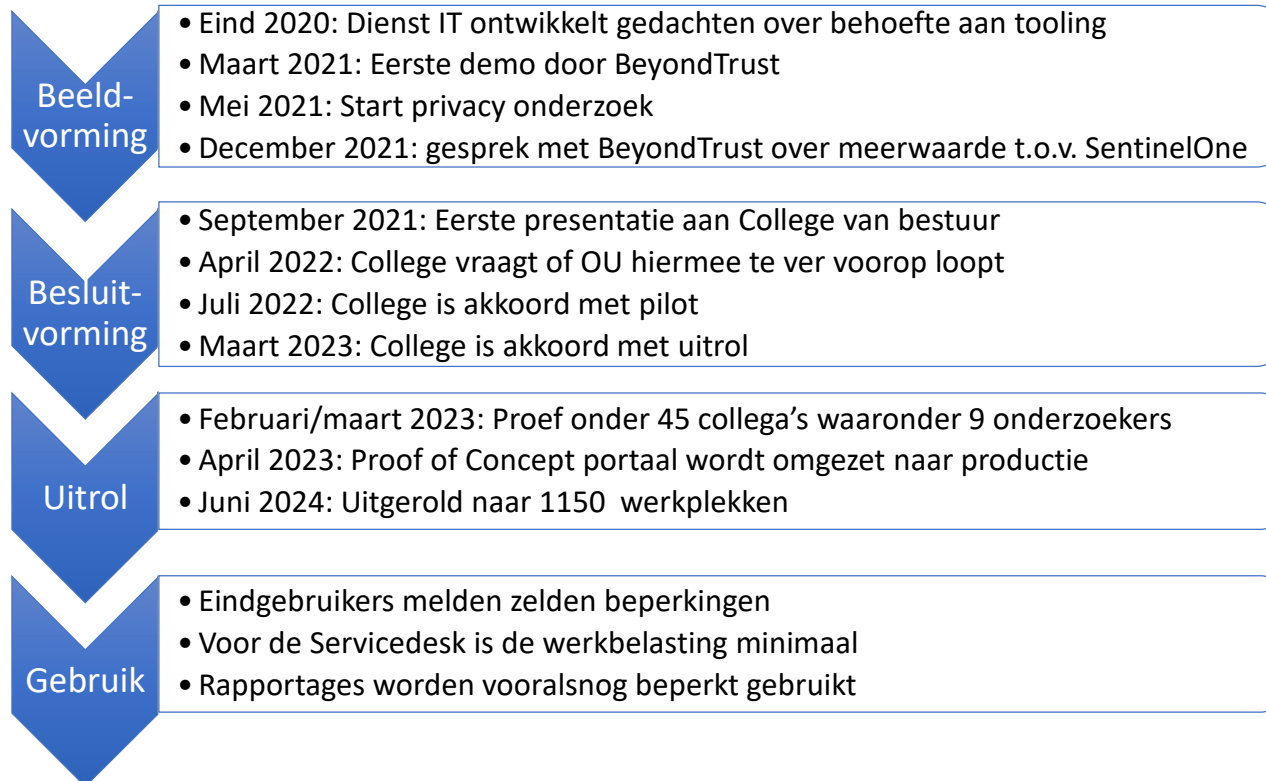 Beeld-
vorming
• Eind 2020: Dienst IT ontwikkelt gedachten over behoefte aan tooling
• Maart 2021: Eerste demo door BeyondTrust
• Mei 2021: Start privacy onderzoek
• December 2021: gesprek met BeyondTrust over meerwaarde t.o.v. SentinelOne
Besluit-
vorming
• September 2021: Eerste presentatie aan College van bestuur
• April 2022: College vraagt of OU hiermee te ver voorop loopt
• Juli 2022: College is akkoord met pilot
• Maart 2023: College is akkoord met uitrol
Uitrol
• Februari/maart 2023: Proef onder 45 collega's waaronder 9 onderzoekers
• April 2023: Proof of Concept portaal wordt omgezet naar productie
• Juni 2024: Uitgerold naar 1150 werkplekken
Gebruik
• Eindgebruikers melden zelden beperkingen
• Voor de Servicedesk is de werkbelasting minimaal
• Rapportages worden vooralsnog beperkt gebruikt